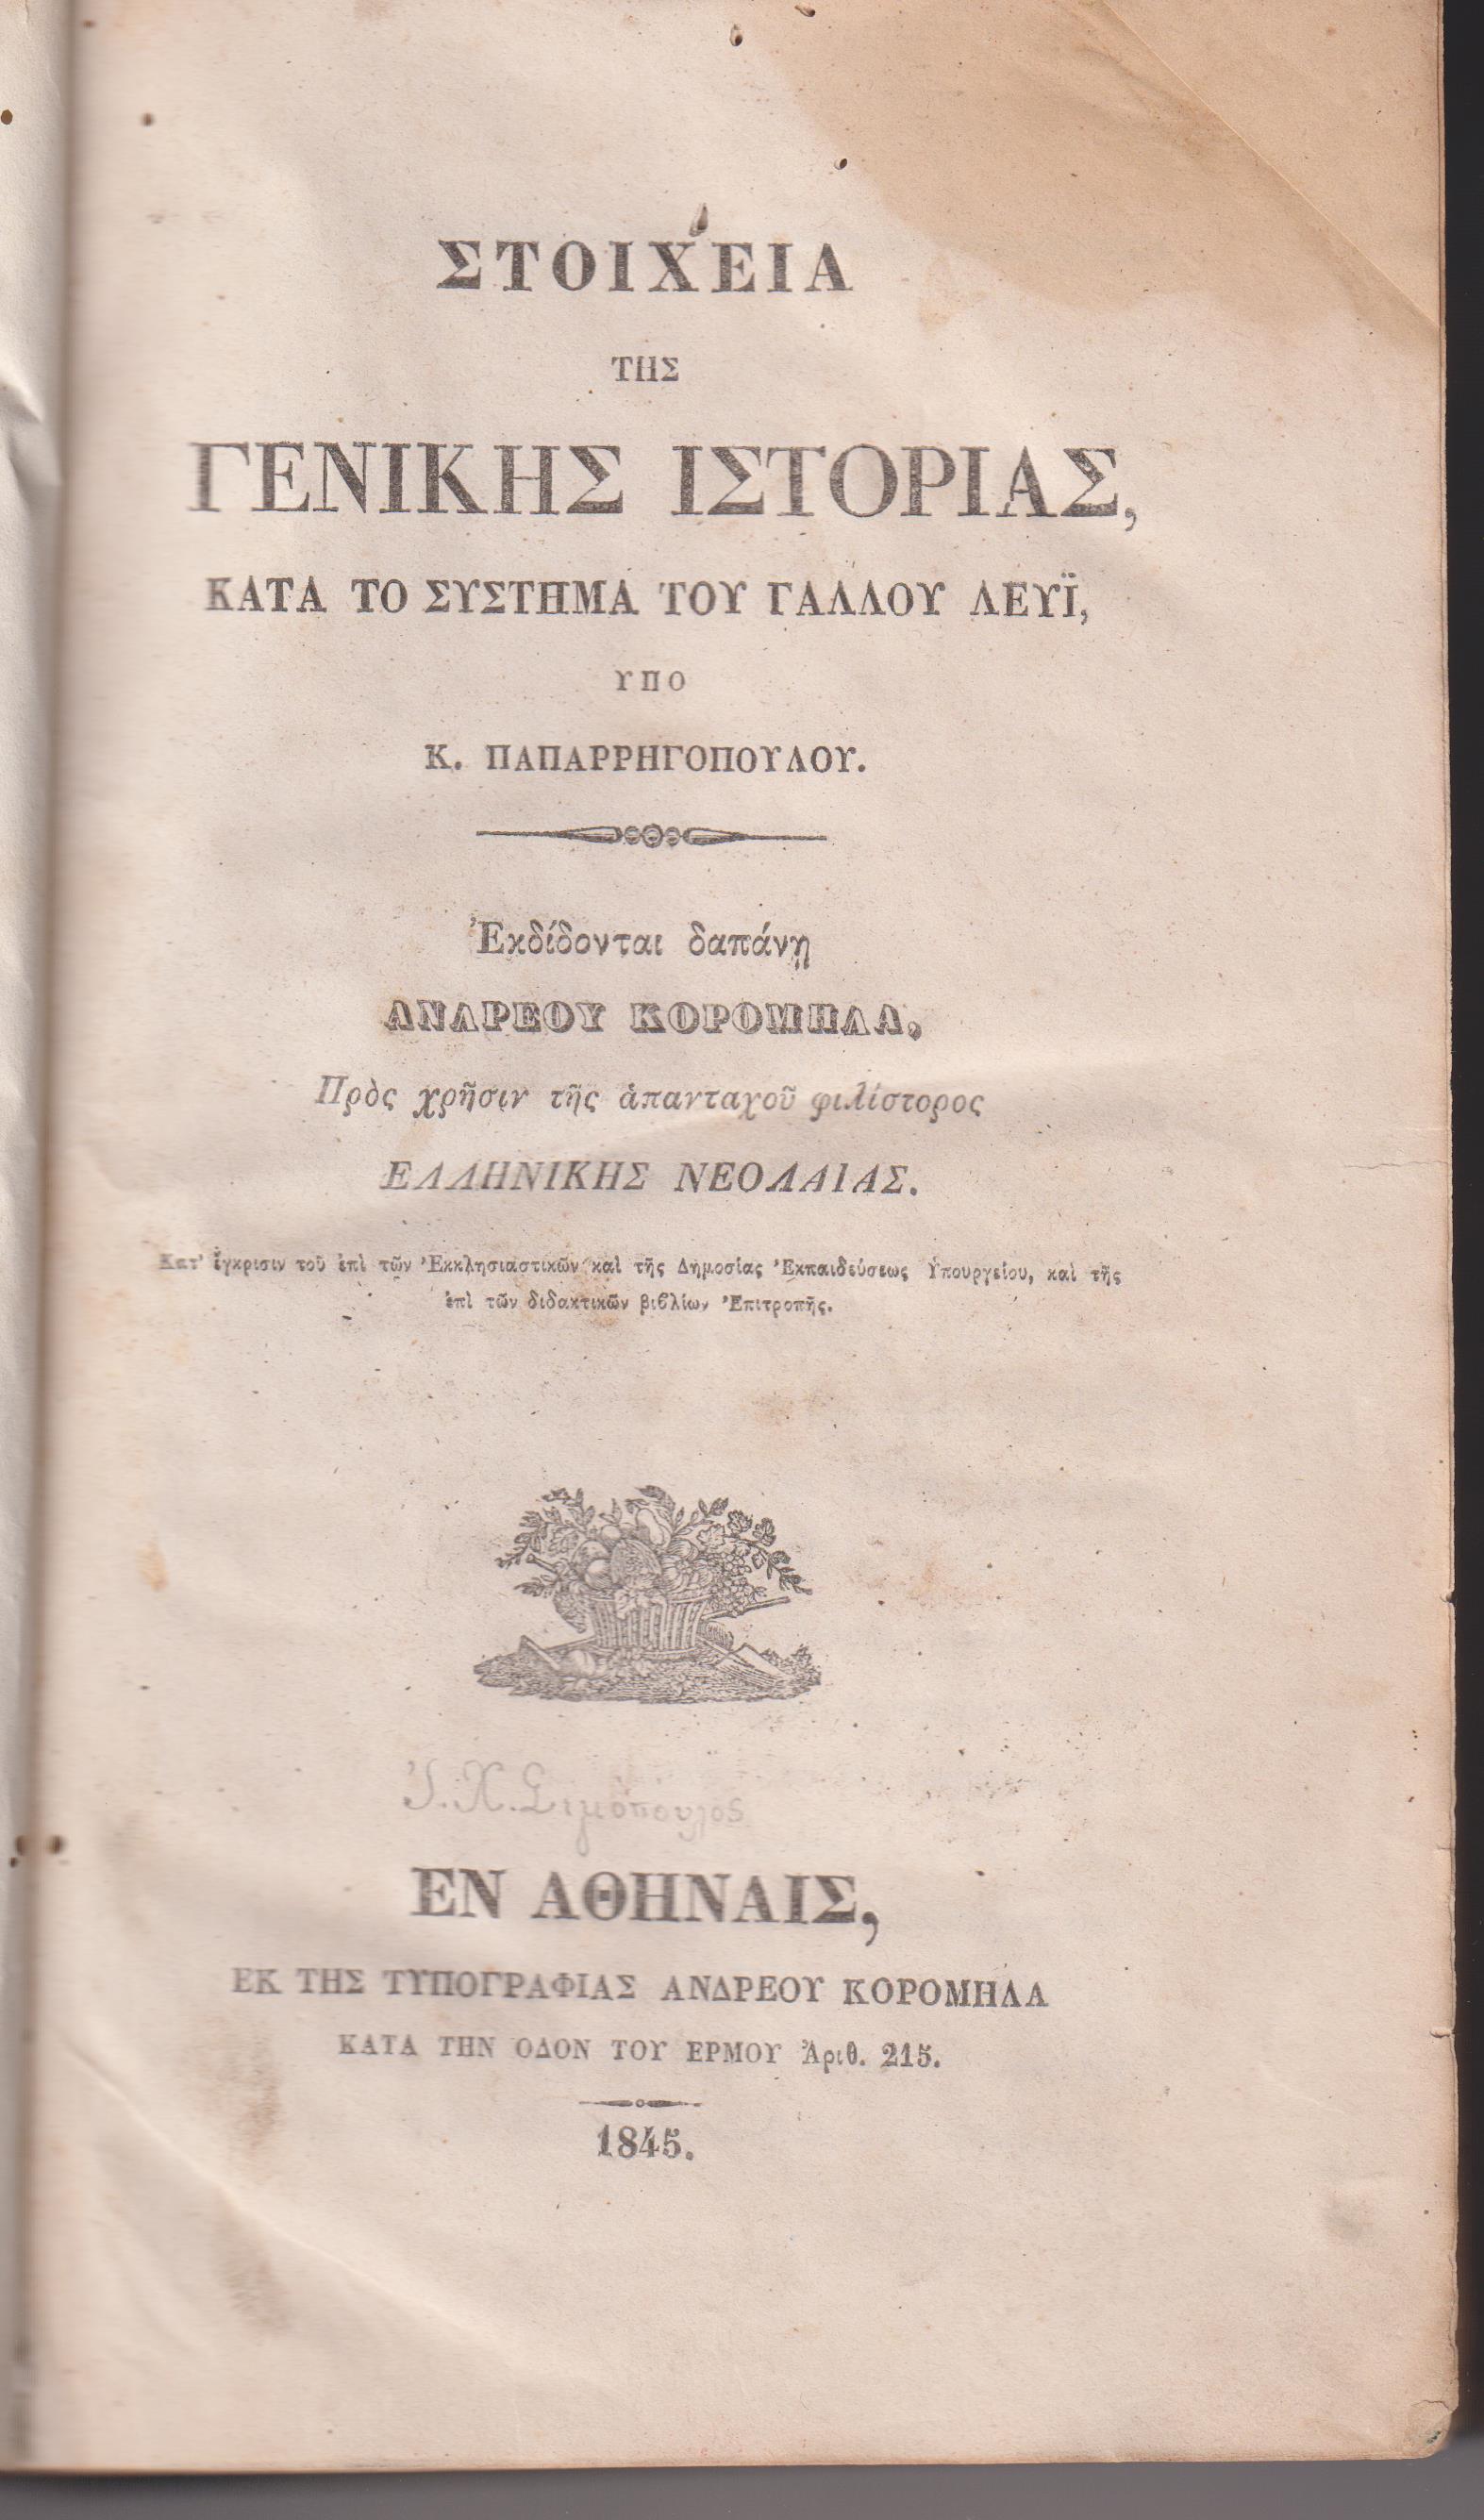 ΣΤΟΙΧΕΙΑ
ΤΗΣ
ΓΕΝΙΚΗΣ ΙΣΤΟΡΙΑΣ,
ΚΑΤΑ ΤΟ ΣΥΣΤΗΜΑ ΤΟΥ ΓΑΛΛΟΥ ΛΕΥΪ,
ΥΠΟ
Κ. ΠΑΠΑΡΡΗΓΟΠΟΥΛΟΥ.
Ἐκδίδονται δαπάνῃ
ΑΝΔΡΕΟΥ ΚΟΡΟΜΗΛΑ,
Πρὸς χρῆσιν τῆς ἁπανταχοῦ φιλίστορος
ΕΛΛΗΝΙΚΗΣ ΝΕΟΛΑΙΑΣ.
Κατ' ἔγκρισιν τοῦ ἐπὶ τῶν Ἐκκλησιαστικῶν καὶ τῆς Δημοσίας Ἐκπαιδεύσεως Ὑπουργείου, καὶ τῆς
ἐπὶ τῶν διδακτικῶν βιϐλίων Ἐπιτροπῆς.
Ἰ. Χ. Σιμόπουλος
ΕΝ ΑΘΗΝΑΙΣ,
ΕΚ ΤΗΣ ΤΥΠΟΓΡΑΦΙΑΣ ΑΝΔΡΕΟΥ ΚΟΡΟΜΗΛΑ
ΚΑΤΑ ΤΗΝ ΟΔΟΝ ΤΟΥ ΕΡΜΟΥ Ἀριθ. 215.
1845.